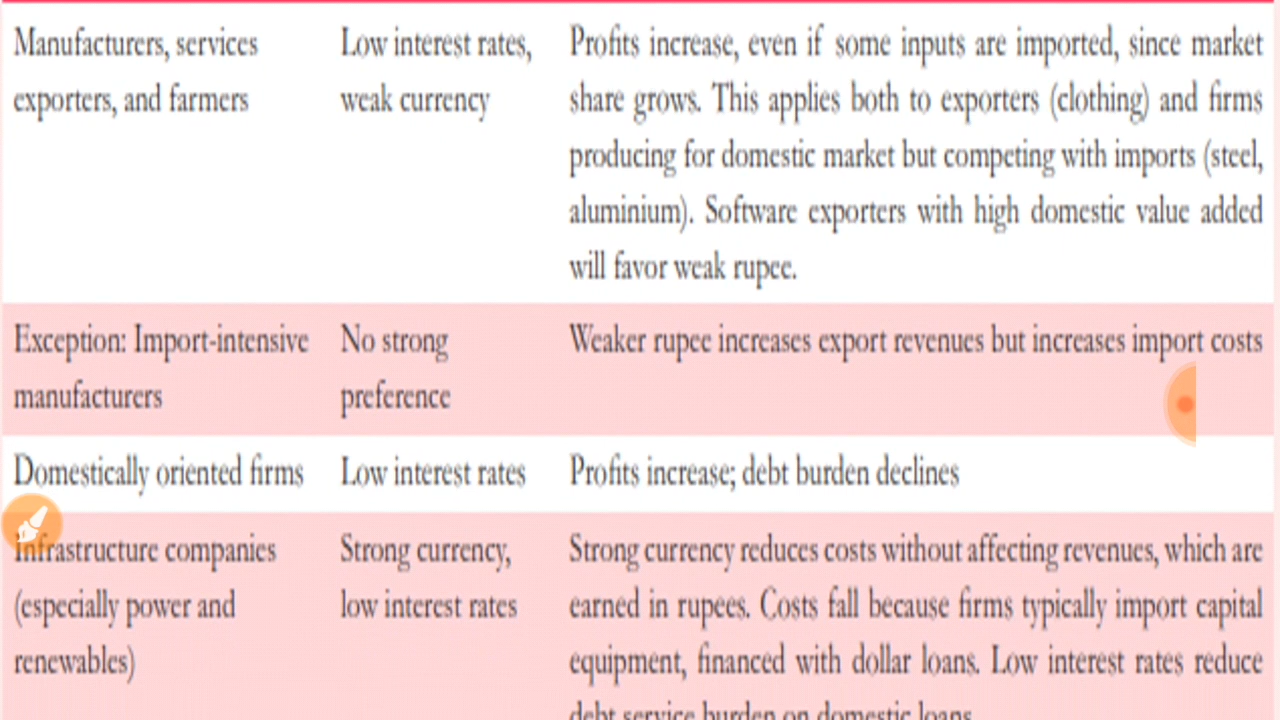 Manufacturers, services
exporters, and farmers
Low interest rates,
weak currency
Profits increase, even if some inputs are imported, since market
share grows. This applies both to exporters (clothing) and firms
producing for domestic market but competing with imports (steel,
aluminium). Software exporters with high domestic value added
will favor weak rupee.
Exception: Import-intensive
manufacturers
No strong
preference
Weaker rupee increases export revenues but increases import costs
Domestically oriented firms
Low interest rates
Profits increase; debt burden declines
Infrastructure companies
(especially power and
renewables)
Strong currency,
low interest rates
Strong currency reduces costs without affecting revenues, which are
earned in rupees. Costs fall because firms typically import capital
equipment, financed with dollar loans. Low interest rates reduce
debt service burden on domestic loans.